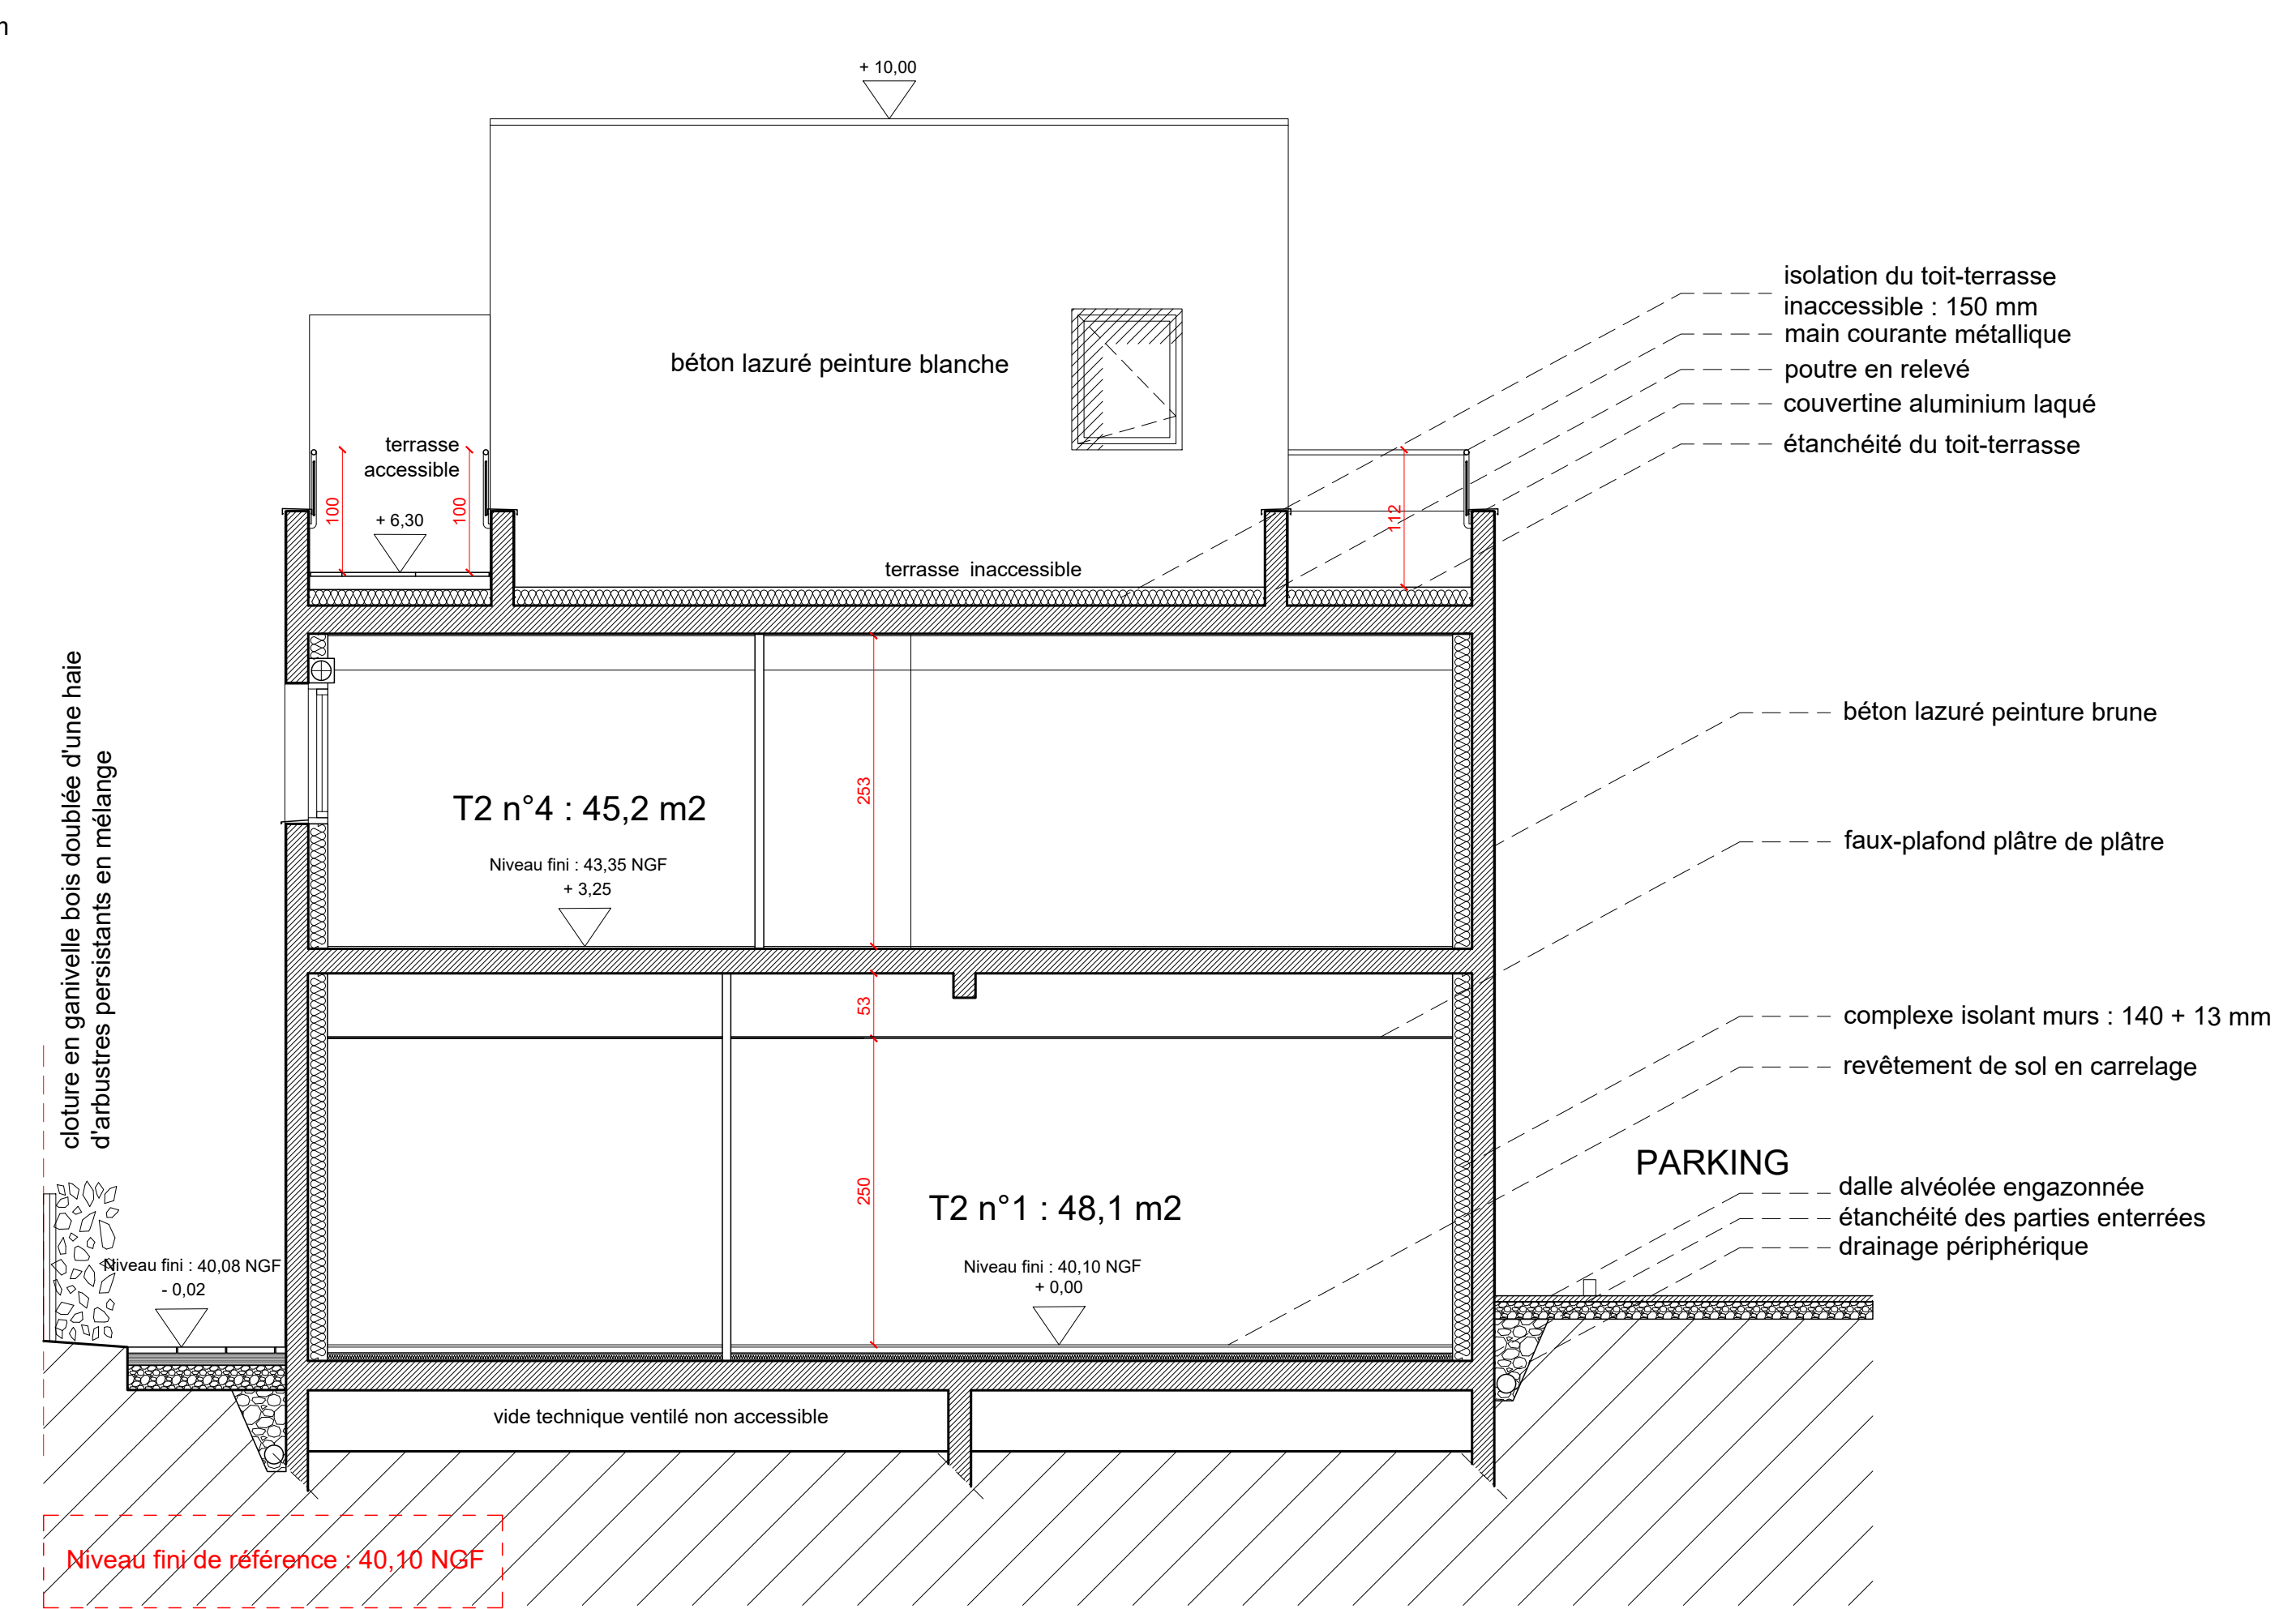 + 10,00
isolation du toit-terrasse
inaccessible : 150 mm
main courante métallique
poutre en relevé
couvertine aluminium laqué
étanchéité du toit-terrasse
béton lazuré peinture blanche
terrasse
accessible
100
100
+ 6,30
112
terrasse inaccessible
béton lazuré peinture brune
faux-plafond plâtre de plâtre
253
T2 n°4 : 45,2 m2
Niveau fini : 43,35 NGF
+ 3,25
cloture en ganivelle bois doublée d'une haie
d'arbustres persistants en mélange
53
complexe isolant murs : 140 + 13 mm
revêtement de sol en carrelage
PARKING
250
T2 n°1 : 48,1 m2
dalle alvéolée engazonnée
étanchéité des parties enterrées
drainage périphérique
Niveau fini : 40,08 NGF
- 0,02
Niveau fini : 40,10 NGF
+ 0,00
vide technique ventilé non accessible
Niveau fini de référence : 40,10 NGF